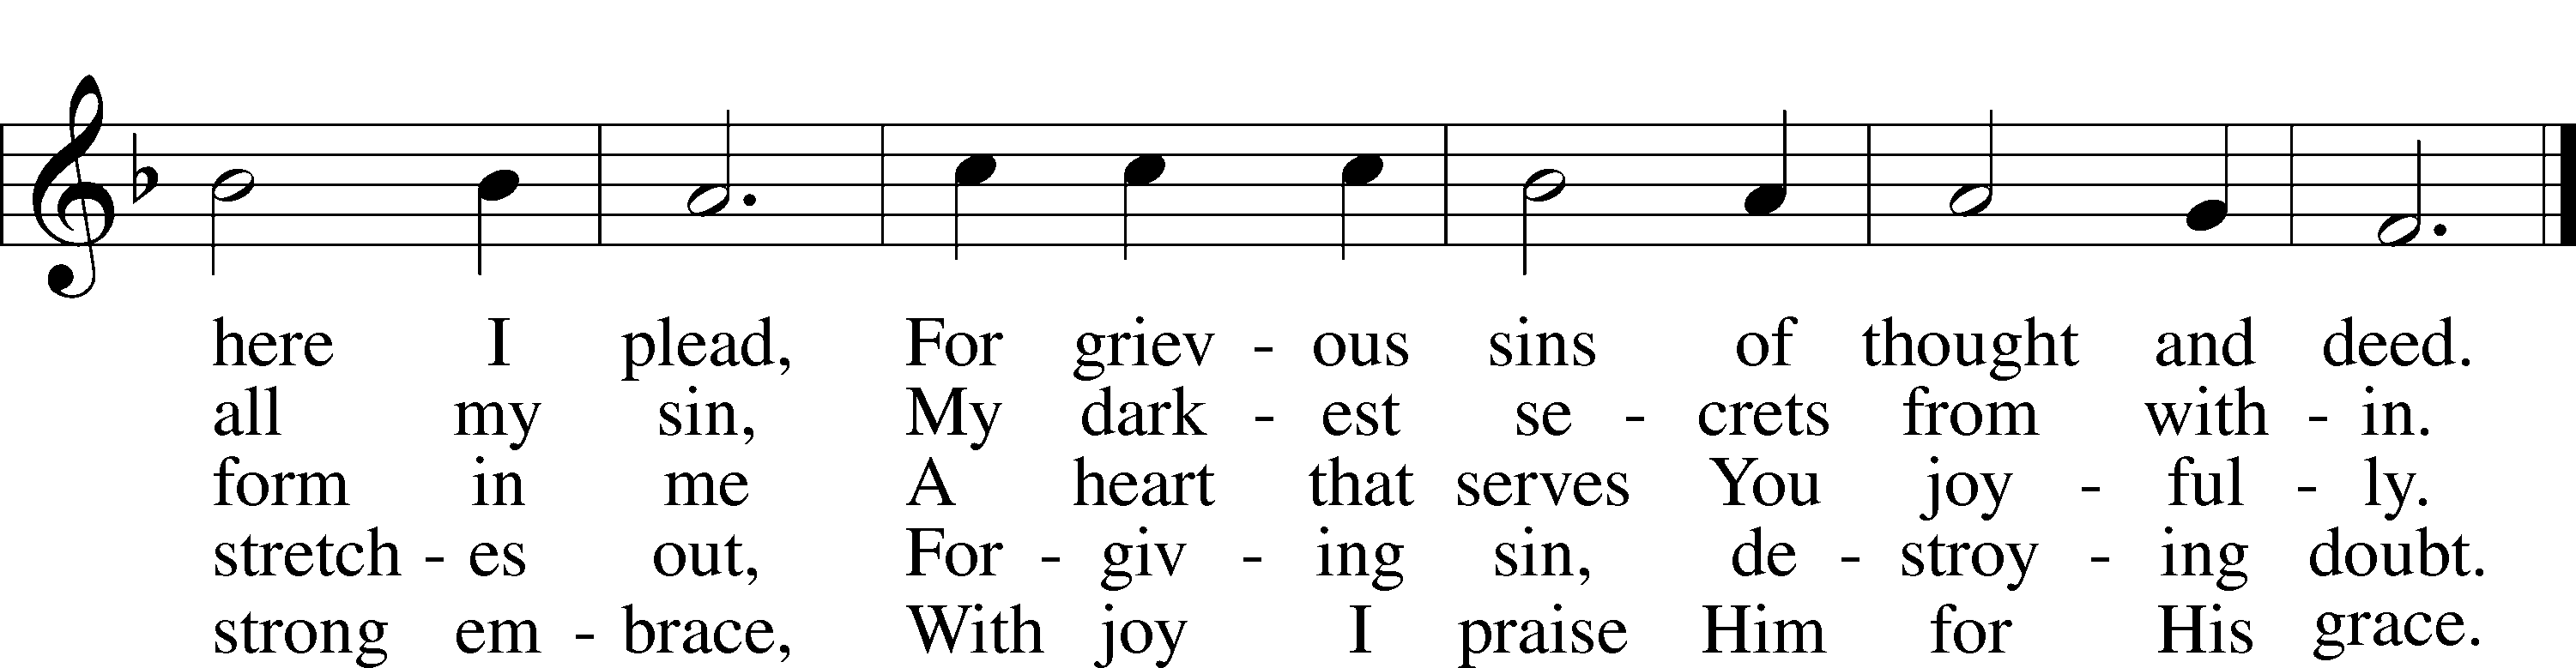 here I plead, For griev - ous sins of thought and deed.
all my sin, My dark - est se - crets from with - in.
form in me A heart that serves You joy - ful - ly.
stretch - es out, For - giv - ing sin, de - stroy - ing doubt.
strong em - brace, With joy I praise Him for His grace.